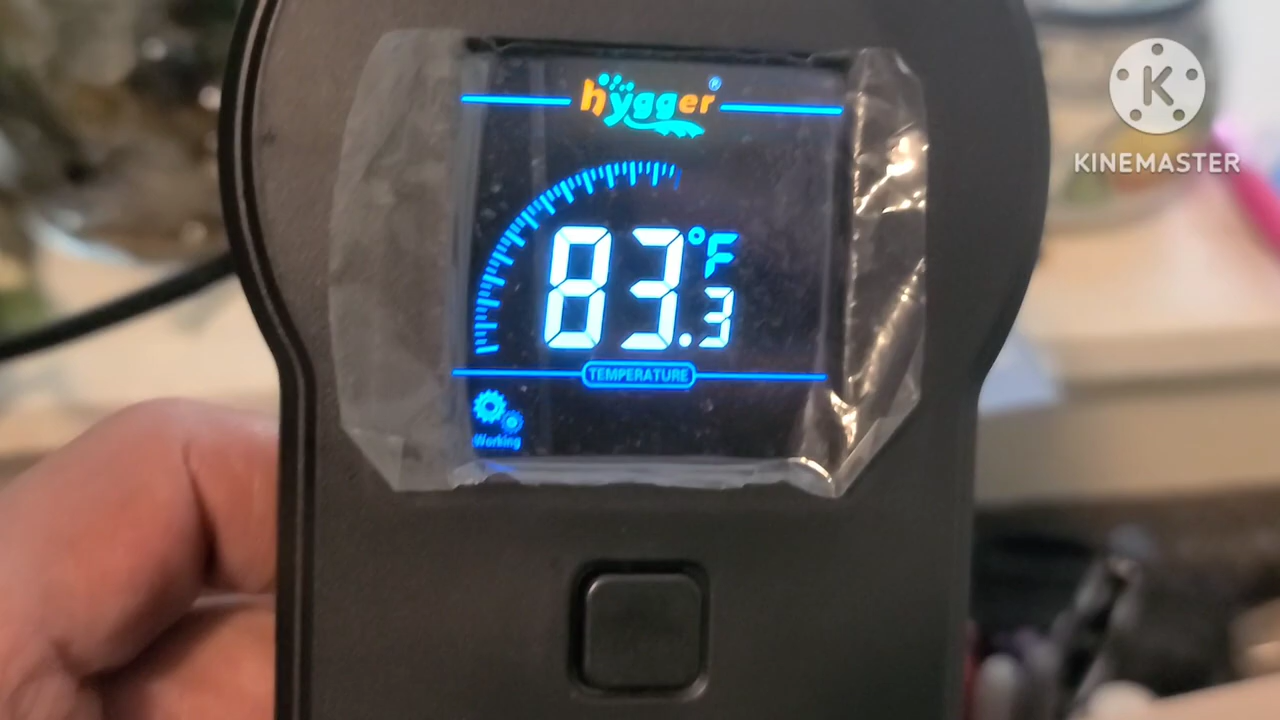 hygger®
K
KINEMASTER
83.3°F
TEMPERATURE
Working